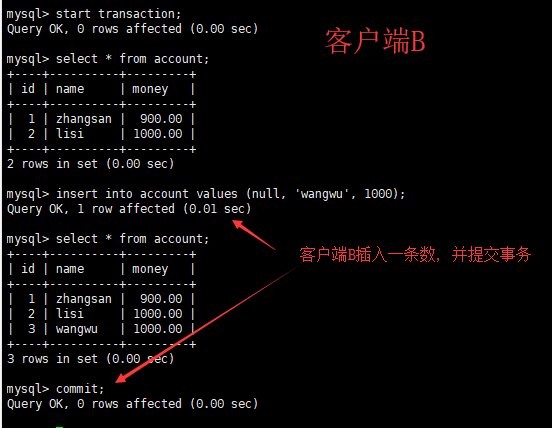 mysql> start transaction;
Query OK, 0 rows affected (0.00 sec)
客户端B
mysql> select * from account;
+----+----------+---------+
| id | name     | money   |
+----+----------+---------+
|  1 | zhangsan |  900.00 |
|  2 | lisi     | 1000.00 |
+----+----------+---------+
2 rows in set (0.00 sec)
mysql> insert into account values (null, 'wangwu', 1000);
Query OK, 1 row affected (0.01 sec)
mysql> select * from account;
客户端B插入一条数，并提交事务
+----+----------+---------+
| id | name     | money   |
+----+----------+---------+
|  1 | zhangsan |  900.00 |
|  2 | lisi     | 1000.00 |
|  3 | wangwu   | 1000.00 |
+----+----------+---------+
3 rows in set (0.00 sec)
mysql> commit;
Query OK, 0 rows affected (0.00 sec)